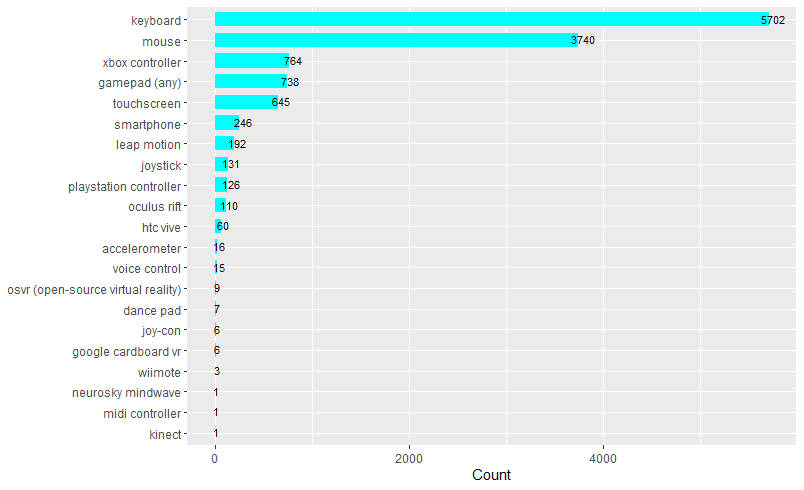 keyboard 5702
mouse 3740
xbox controller 764
gamepad (any) 738
touchscreen 645
smartphone 246
leap motion 192
joystick 131
playstation controller 126
oculus rift 110
htc vive 60
accelerometer 16
voice control 15
osvr (open-source virtual reality) 9
dance pad 7
joy-con 6
google cardboard vr 6
wiimote 3
neurosky mindwave 1
midi controller 1
kinect 1
0 2000 4000
Count